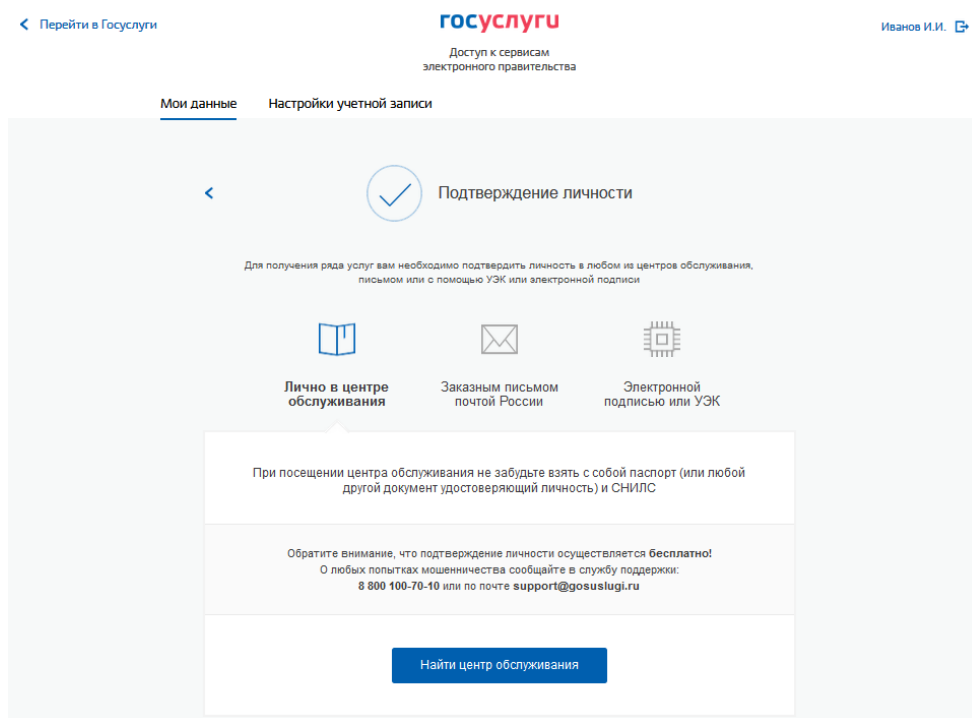 Перейти в Госуслуги
госуслуги
Иванов И.И.
Доступ к сервисам
электронного правительства
Мои данные
Настройки учетной записи
Подтверждение личности
Для получения ряда услуг вам необходимо подтвердить личность в любом из центров обслуживания,
письмом или с помощью УЭК или электронной подписи
Лично в центре
обслуживания
Заказным письмом
почтой России
Электронной
подписью или УЭК
При посещении центра обслуживания не забудьте взять с собой паспорт (или любой
другой документ удостоверяющий личность) и СНИЛС
Обратите внимание, что подтверждение личности осуществляется бесплатно!
О любых попытках мошенничества сообщайте в службу поддержки:
8 800 100-70-10 или по почте support@gosuslugi.ru
Найти центр обслуживания